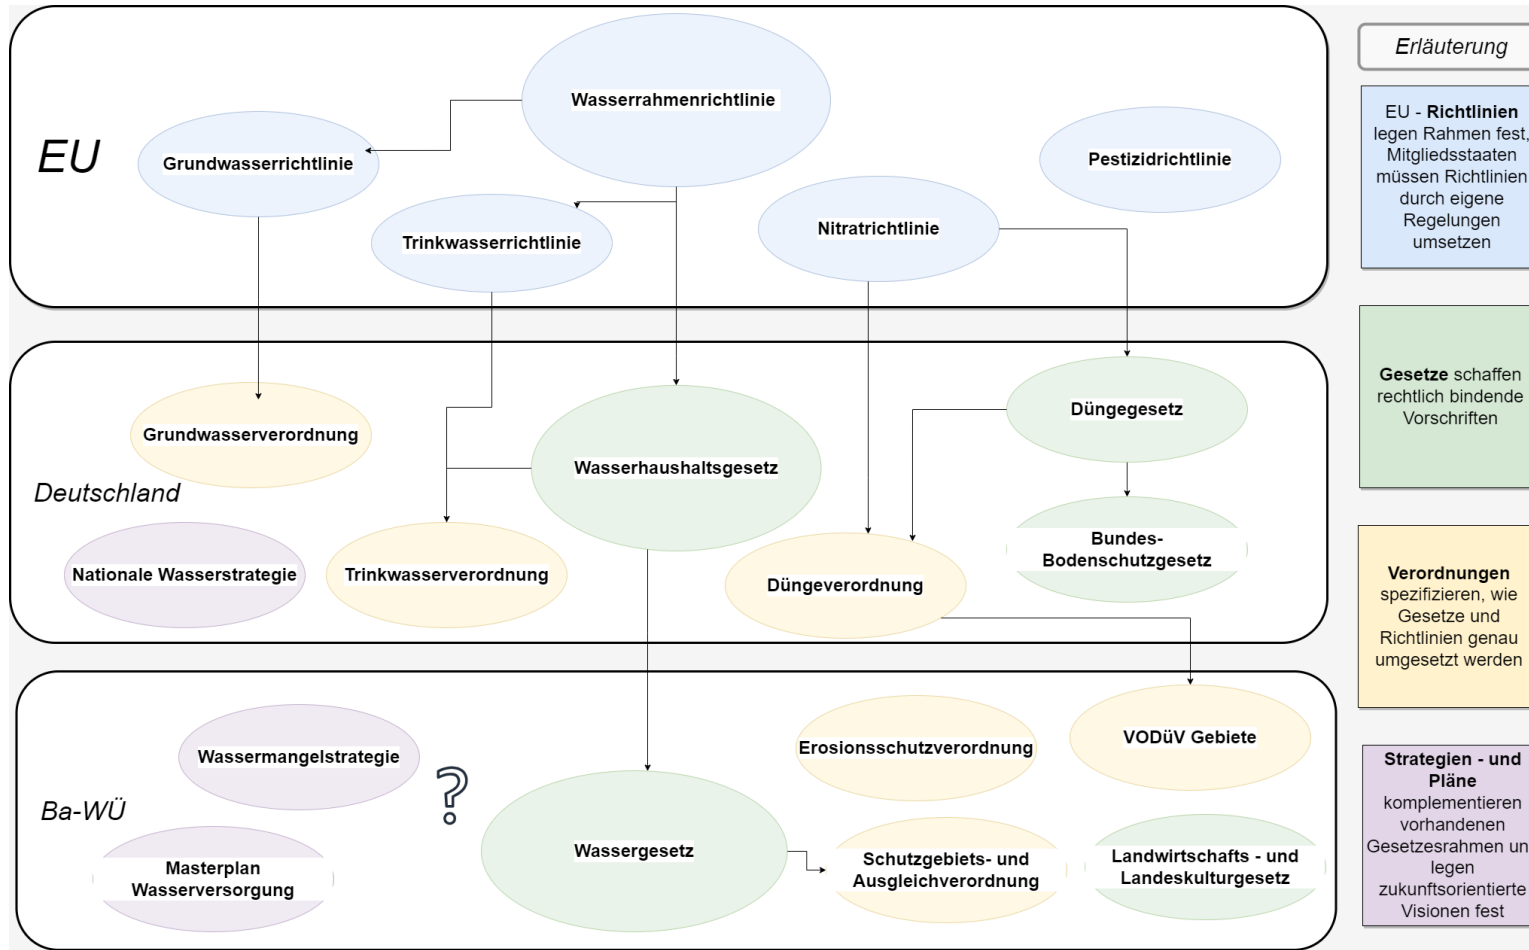 EU
Wasserrahmenrichtlinie
Grundwasserrichtlinie
Pestizidrichtlinie
Trinkwasserrichtlinie
Nitratrichtlinie
Deutschland
Grundwasserverordnung
Düngegesetz
Wasserhaushaltsgesetz
Nationale Wasserstrategie
Trinkwasserverordnung
Düngeverordnung
Bundes-
Bodenschutzgesetz
Ba-WÜ
Wassermangelstrategie
?
Erosionsschutzverordnung
VODüV Gebiete
Masterplan
Wasserversorgung
Wassergesetz
Schutzgebiets- und
Ausgleichverordnung
Landwirtschafts - und
Landeskulturgesetz
Erläuterung
EU - Richtlinien
legen Rahmen fest,
Mitgliedsstaaten
müssen Richtlinien
durch eigene
Regelungen
umsetzen
Gesetze schaffen
rechtlich bindende
Vorschriften
Verordnungen
spezifizieren, wie
Gesetze und
Richtlinien genau
umgesetzt werden
Strategien - und
Pläne
komplementieren
vorhandenen
Gesetzesrahmen un
legen
zukunftsorientierte
Visionen fest